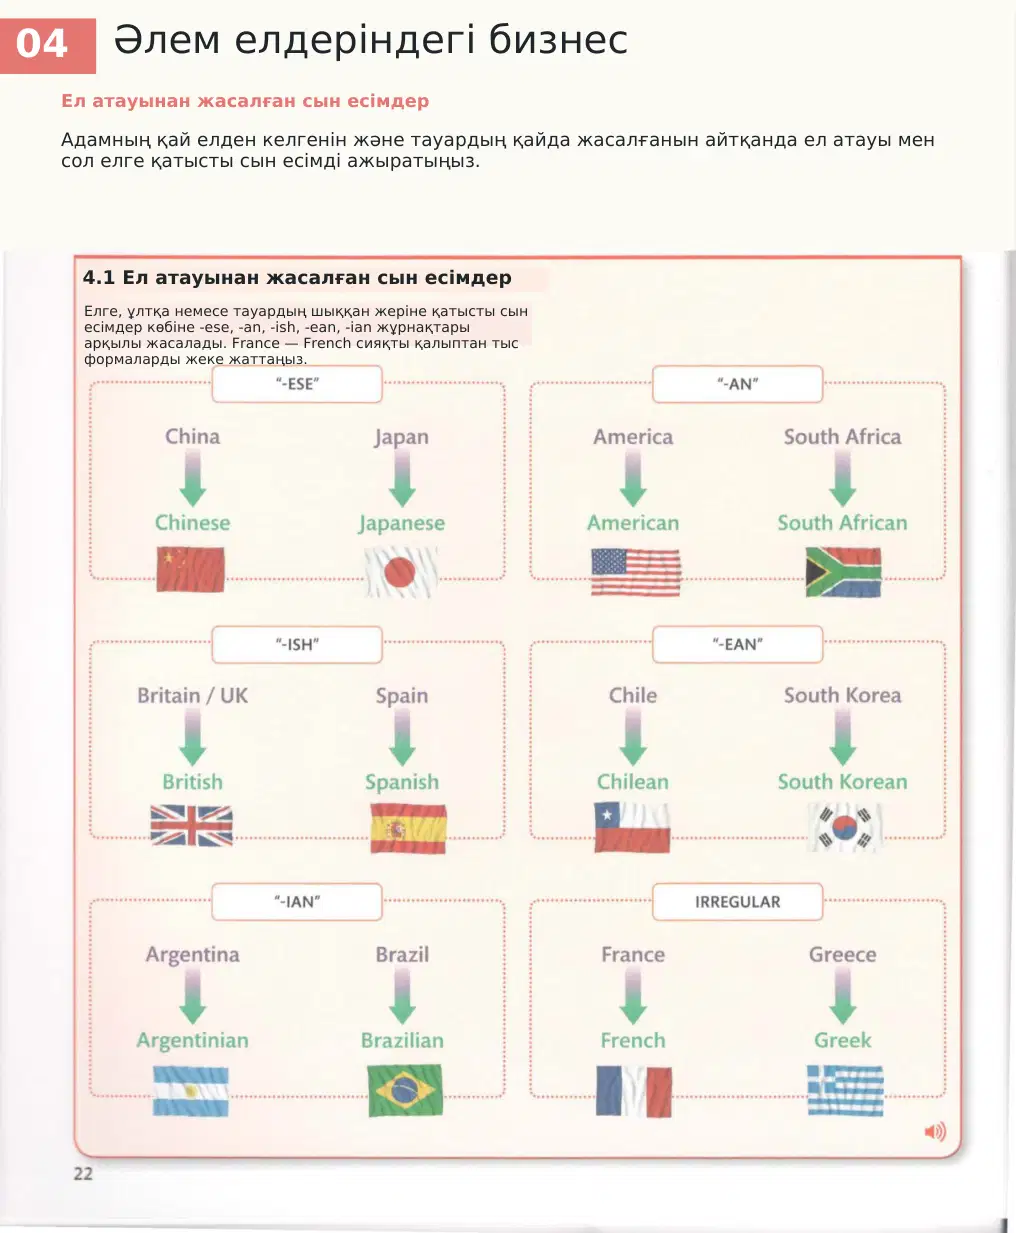 04 Әлем елдеріндегі бизнес
Ел атауынан жасалған сын есімдер
Адамның қай елден келгенін және тауардың қайда жасалғанын айтқанда ел атауы мен
сол елге қатысты сын есімді ажыратыңыз.
4.1 Ел атауынан жасалған сын есімдер
Елге, ұлтқа немесе тауардың шыққан жеріне қатысты сын
есімдер көбіне -ese, -an, -ish, -ean, -ian жұрнақтары
арқылы жасалады. France — French сияқты қалыптан тыс
формаларды жеке жаттаңыз.
"-ESE"
China Japan
Chinese Japanese
"-AN"
America South Africa
American South African
"-ISH"
Britain / UK Spain
British Spanish
"-EAN"
Chile South Korea
Chilean South Korean
"-IAN"
Argentina Brazil
Argentinian Brazilian
IRREGULAR
France Greece
French Greek
22